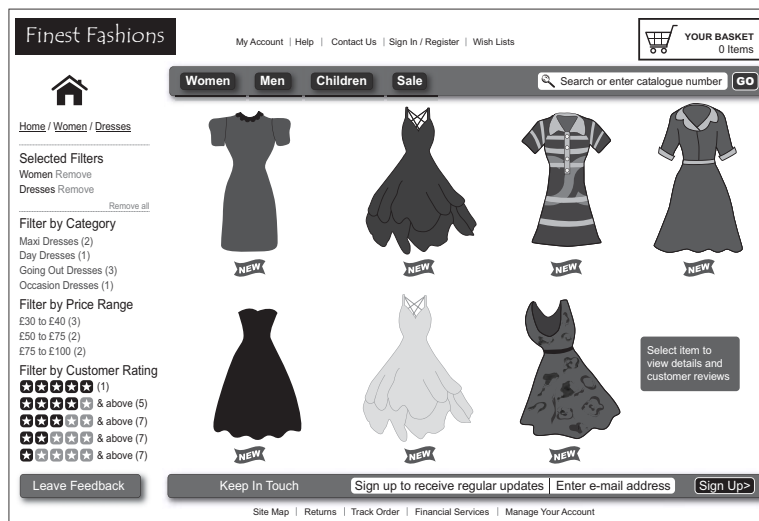 Finest Fashions
My Account | Help | Contact Us | Sign In / Register | Wish Lists
YOUR BASKET
0 Items
Women Men Children Sale
Search or enter catalogue number GO
Home / Women / Dresses
Selected Filters
Women Remove
Dresses Remove
Remove all
Filter by Category
Maxi Dresses (2)
Day Dresses (1)
Going Out Dresses (3)
Occasion Dresses (1)
Filter by Price Range
£30 to £40 (3)
£50 to £75 (2)
£75 to £100 (2)
Filter by Customer Rating
(1)
& above (5)
& above (7)
& above (7)
& above (7)
NEW NEW NEW NEW
Select item to
view details and
customer reviews
NEW NEW NEW
Leave Feedback
Keep In Touch Sign up to receive regular updates Enter e-mail address Sign Up>
Site Map | Returns | Track Order | Financial Services | Manage Your Account